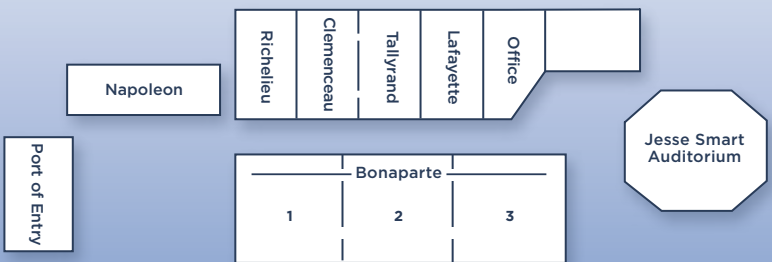 Napoleon
Richelieu
Clemenceau
Tallyrand
Lafayette
Office
Jesse Smart
Auditorium
Port of Entry
Bonaparte
1
2
3